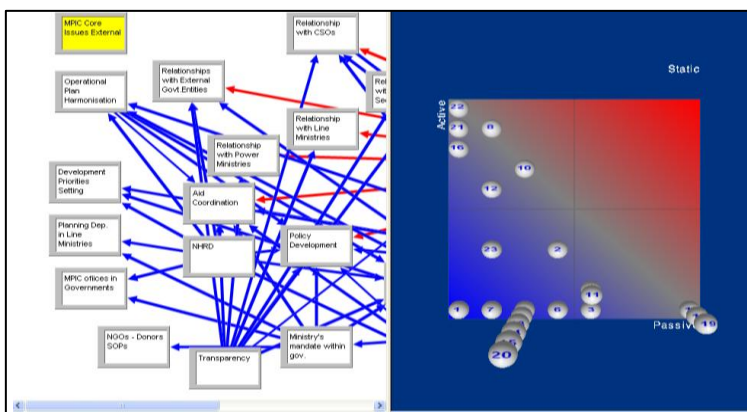 MPIC Core
Issues External
Relationship
with CSOs
Relationships
with External
Govt.Entities
Operational
Plan
Harmonisation
Relationship
with Line
Ministries
Relationship
with Power
Ministries
Development
Priorities
Setting
Aid
Coordination
Planning Dep.
in Line
Ministries
NHRD
Policy
Development
MPIC offices in
Governments
NGOs - Donors
SOPs
Transparency
Ministry's
mandate within
gov.
Static
Active
22
21
8
16
10
12
23
2
11
1
7
6
3
19
20